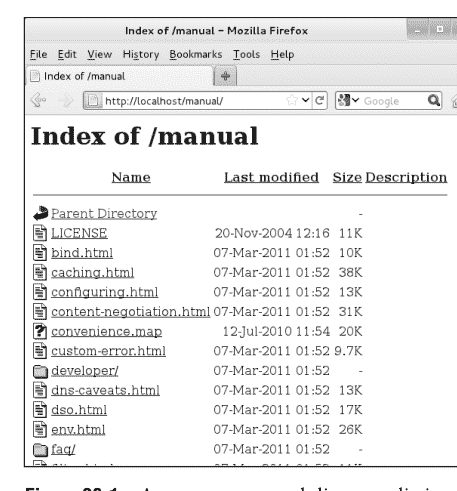 Index of /manual - Mozilla Firefox
File Edit View History Bookmarks Tools Help
Index of /manual
http://localhost/manual/ Google
Index of /manual
Name Last modified Size Description
Parent Directory -
LICENSE 20-Nov-2004 12:16 11K
bind.html 07-Mar-2011 01:52 10K
caching.html 07-Mar-2011 01:52 38K
configuring.html 07-Mar-2011 01:52 13K
content-negotiation.html 07-Mar-2011 01:52 31K
convenience.map 12-Jul-2010 11:54 20K
custom-error.html 07-Mar-2011 01:52 9.7K
developer/ 07-Mar-2011 01:52 -
dns-caveats.html 07-Mar-2011 01:52 13K
dso.html 07-Mar-2011 01:52 17K
env.html 07-Mar-2011 01:52 26K
faq/ 07-Mar-2011 01:52 -